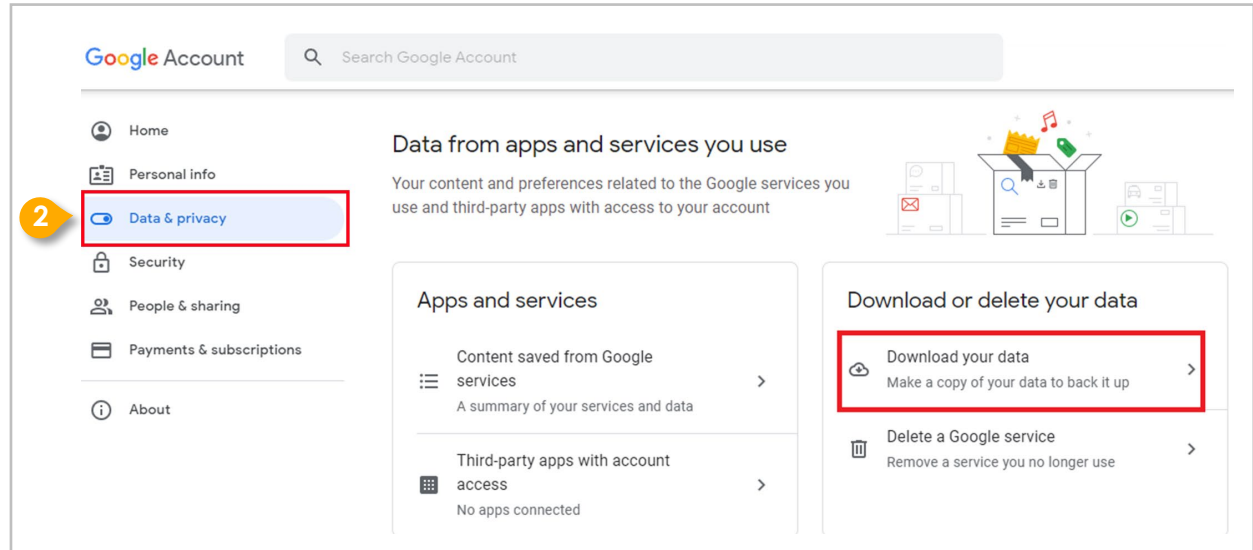 Google Account
Search Google Account
Home
Personal info
2
Data & privacy
Security
People & sharing
Payments & subscriptions
About
Data from apps and services you use
Your content and preferences related to the Google services you
use and third-party apps with access to your account
Apps and services
Content saved from Google
services
A summary of your services and data
Third-party apps with account
access
No apps connected
Download or delete your data
Download your data
Make a copy of your data to back it up
Delete a Google service
Remove a service you no longer use